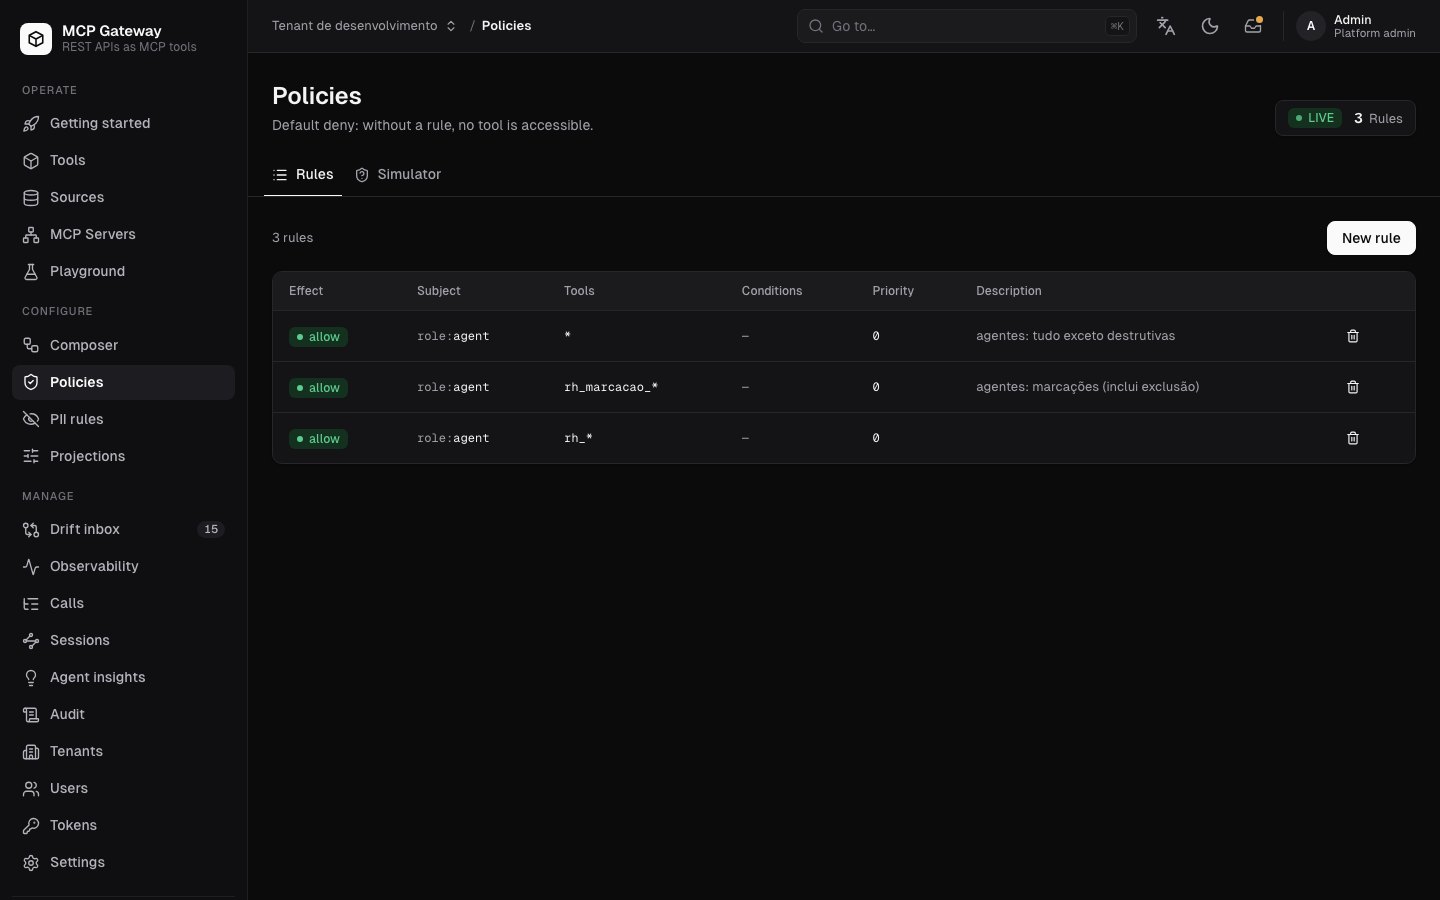 MCP Gateway
REST APIs as MCP tools
OPERATE
Getting started
Tools
Sources
MCP Servers
Playground
CONFIGURE
Composer
Policies
PII rules
Projections
MANAGE
Drift inbox 15
Observability
Calls
Sessions
Agent insights
Audit
Tenants
Users
Tokens
Settings
Tenant de desenvolvimento / Policies
Go to... ⌘K
A
Admin
Platform admin
Policies
Default deny: without a rule, no tool is accessible.
LIVE 3 Rules
Rules Simulator
3 rules
New rule
Effect Subject Tools Conditions Priority Description
allow role:agent * — 0 agentes: tudo exceto destrutivas
allow role:agent rh_marcacao_* — 0 agentes: marcações (inclui exclusão)
allow role:agent rh_* — 0